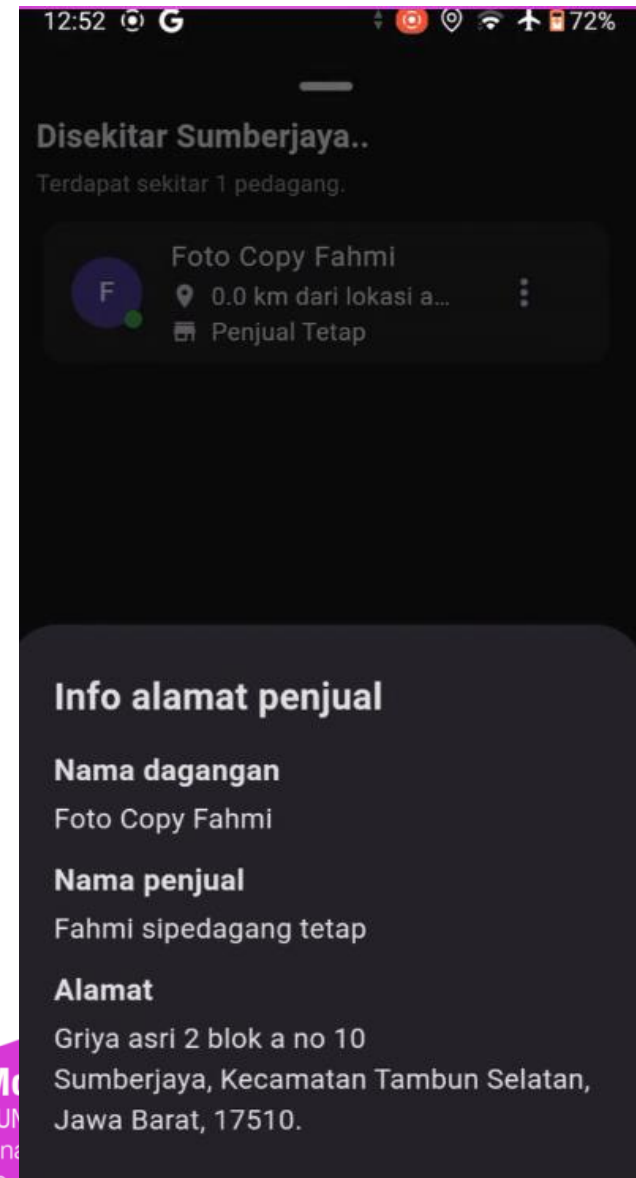 12:52 G 72%
Disekitar Sumberjaya..
Terdapat sekitar 1 pedagang.
Foto Copy Fahmi
F
0.0 km dari lokasi a...
Penjual Tetap
Info alamat penjual
Nama dagangan
Foto Copy Fahmi
Nama penjual
Fahmi sipedagang tetap
Alamat
Griya asri 2 blok a no 10
Sumberjaya, Kecamatan Tambun Selatan,
Jawa Barat, 17510.